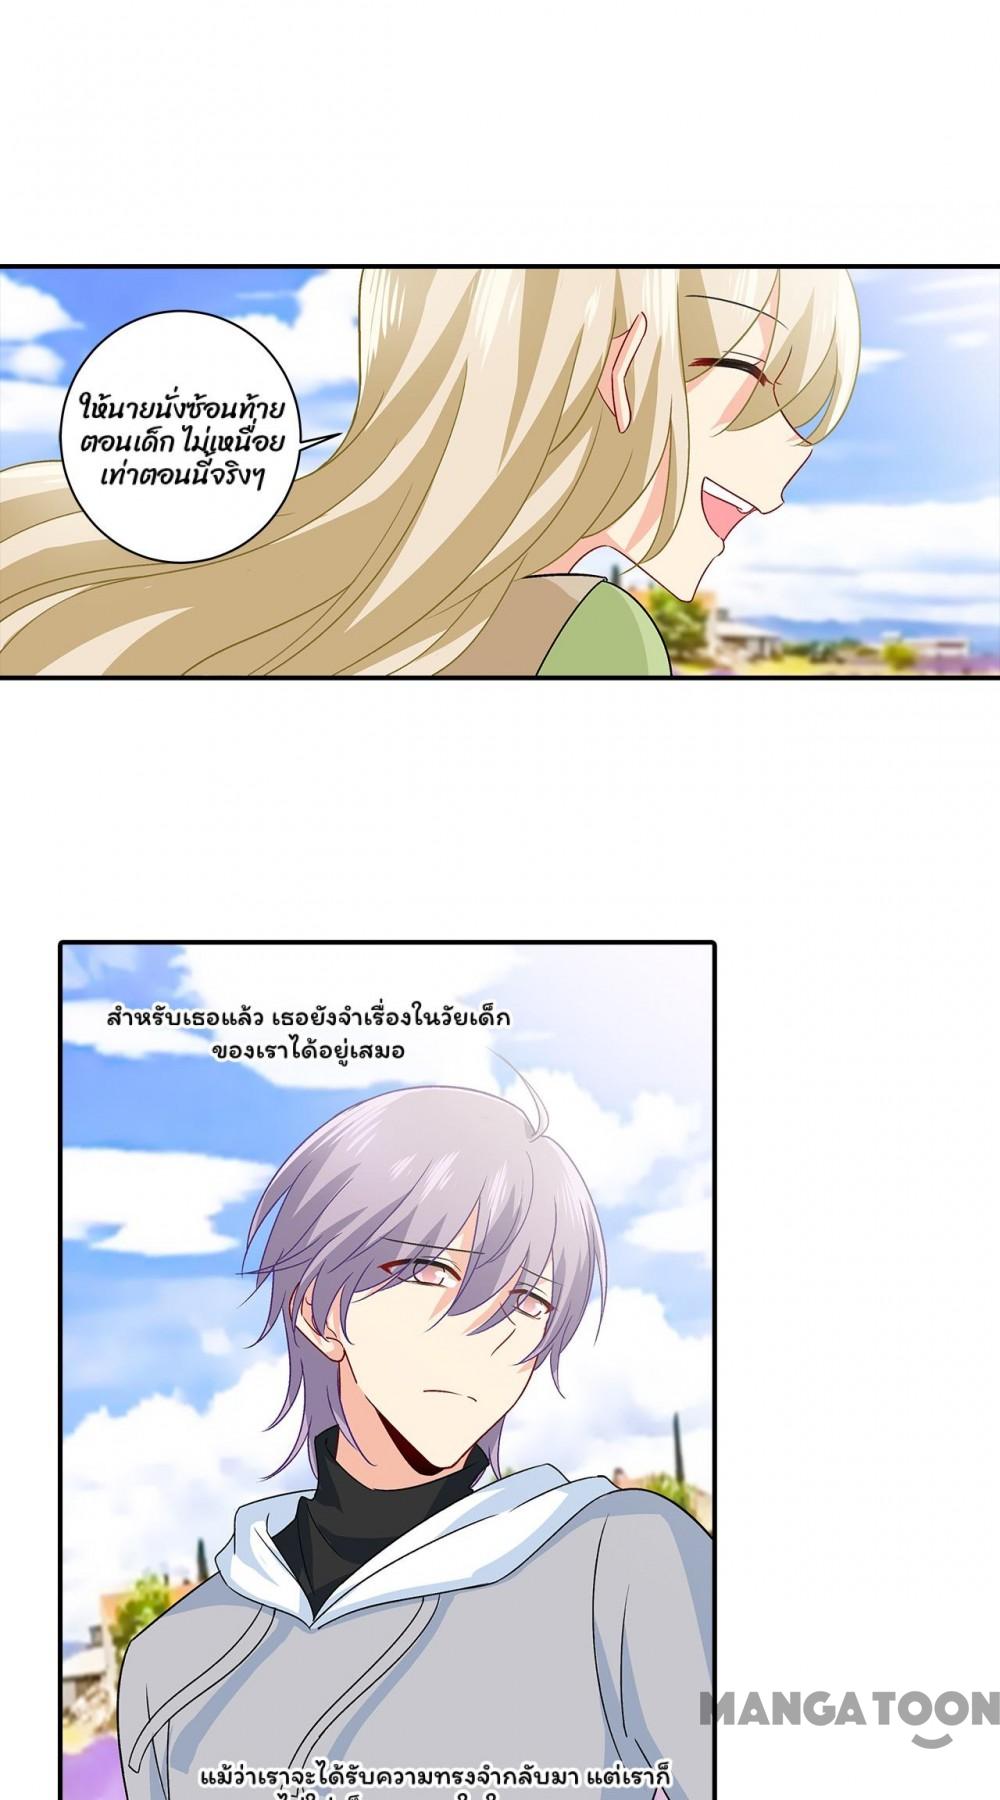 ให้นายนั่งซ้อนท้าย
ตอนเด็ก ไม่เหนื่อย
เท่าตอนนี้จริงๆ
สำหรับเธอแล้ว เธอยังจำเรื่องในวัยเด็ก
ของเราได้อยู่เสมอ
MANGATOON
แม้ว่าเราจะได้รับความทรงจำกลับมา แต่เราก็